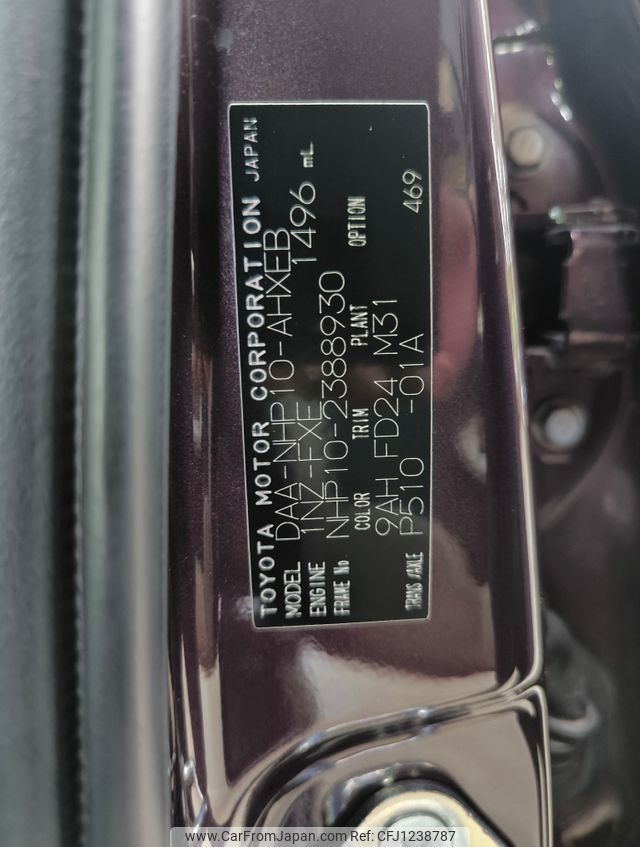 TOYOTA MOTOR CORPORATION JAPAN
MODEL DAA-NHP10-AHXEB
ENGINE 1NZ-FXE 1496 mL
FRAME No NHP10-2388930
COLOR TRIM PLANT OPTION
9AH FD24 M31 469
TRANS/AXLE P510 -01A
CarFromJapan
www.carfromjapan.com Ref:CFJ1238787